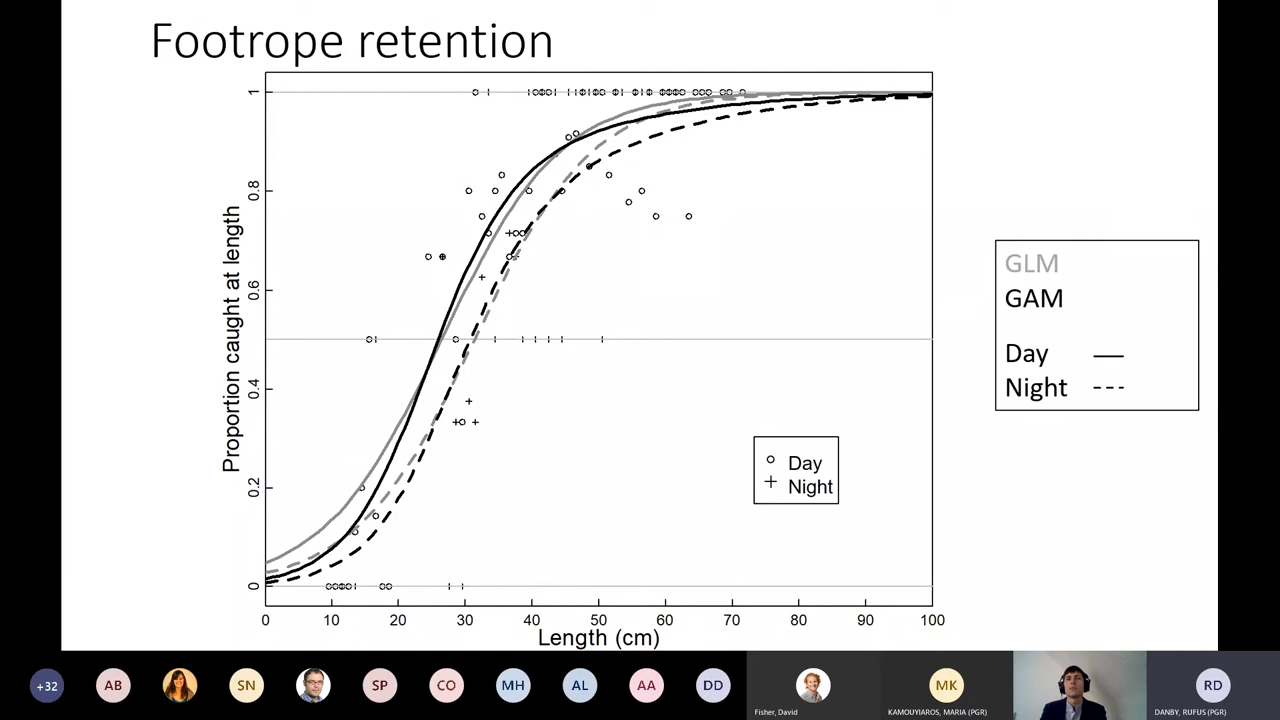 Footrope retention
Proportion caught at length
1
0.8
0.6
0.4
0.2
0
0 10 20 30 40 50 60 70 80 90 100
Length (cm)
Day
Night
GLM
GAM
Day
Night
+32
AB
SN
SP
CO
MH
AL
AA
DD
Fisher, David
MK
KAMOUYIAROS, MARIA (PGR)
RD
DANBY, RUFUS (PGR)